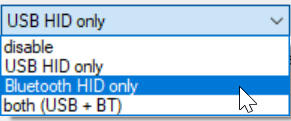 USB HID only
disable
USB HID only
Bluetooth HID only
both (USB + BT)